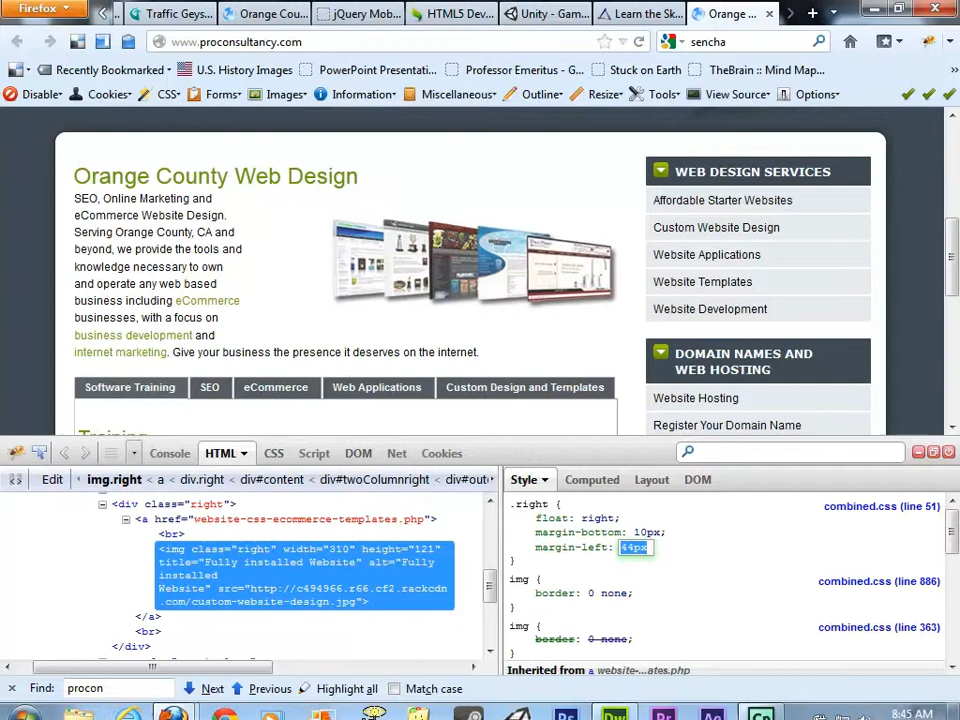 Firefox
Traffic Geys...
Orange Cou...
jQuery Mob...
HTML5 Dev...
Unity - Gam...
Learn the Sk...
Orange ...
www.proconsultancy.com
sencha
Recently Bookmarked
U.S. History Images
PowerPoint Presentati...
Professor Emeritus - G...
Stuck on Earth
TheBrain :: Mind Map...
Disable
Cookies
CSS
Forms
Images
Information
Miscellaneous
Outline
Resize
Tools
View Source
Options
Orange County Web Design
SEO, Online Marketing and
eCommerce Website Design.
Serving Orange County, CA and
beyond, we provide the tools and
knowledge necessary to own
and operate any web based
business including eCommerce
businesses, with a focus on
business development and
internet marketing. Give your business the presence it deserves on the internet.
Software Training
SEO
eCommerce
Web Applications
Custom Design and Templates
Training
WEB DESIGN SERVICES
Affordable Starter Websites
Custom Website Design
Website Applications
Website Templates
Website Development
DOMAIN NAMES AND
WEB HOSTING
Website Hosting
Register Your Domain Name
Console
HTML
CSS
Script
DOM
Net
Cookies
Edit
img.right < a < div.right < div#content < div#twoColumnright < div#oute
<div class="right">
<a href="website-css-ecommerce-templates.php">
<br>
<img class="right" width="310" height="121"
title="Fully installed Website" alt="Fully
installed
Website" src="http://c494966.r66.cf2.rackcdn
.com/custom-website-design.jpg">
</a>
<br>
</div>
Style
Computed
Layout
DOM
.right {
combined.css (line 51)
float: right;
margin-bottom: 10px;
margin-left: 44px
}
img {
combined.css (line 886)
border: 0 none;
}
img {
combined.css (line 363)
border: 0 none;
}
Inherited from a website-...ates.php
Find:
procon
Next
Previous
Highlight all
Match case
Ps
Dw
Pr
Ae
Cp
8:45 AM